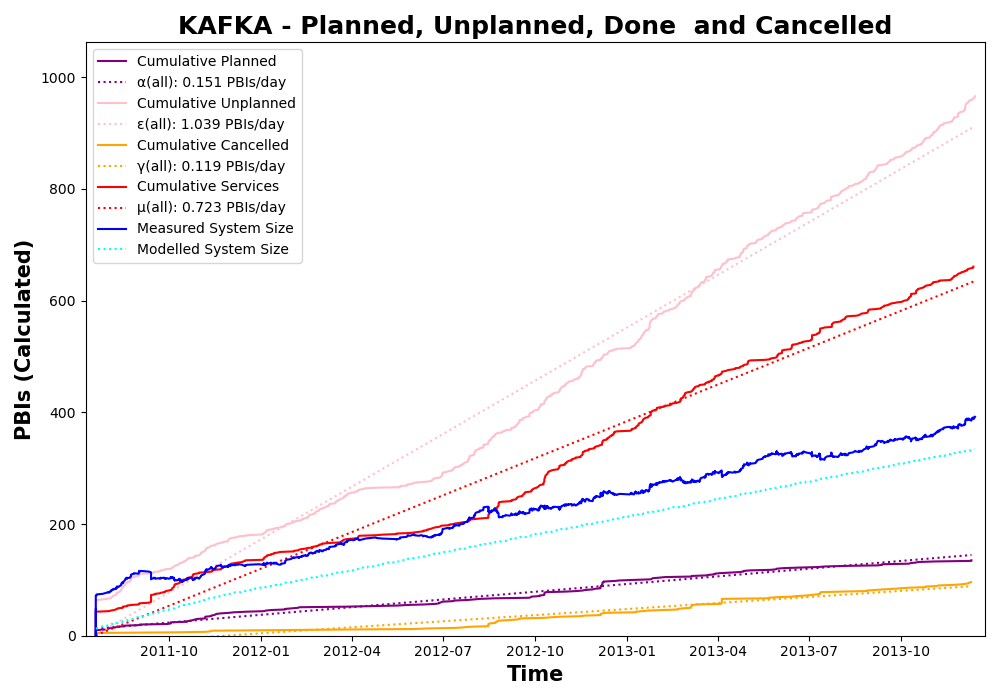 KAFKA - Planned, Unplanned, Done  and Cancelled
PBIs (Calculated)
1000
800
600
400
200
0
Cumulative Planned
α(all): 0.151 PBIs/day
Cumulative Unplanned
ε(all): 1.039 PBIs/day
Cumulative Cancelled
γ(all): 0.119 PBIs/day
Cumulative Services
μ(all): 0.723 PBIs/day
Measured System Size
Modelled System Size
2011-10 2012-01 2012-04 2012-07 2012-10 2013-01 2013-04 2013-07 2013-10
Time